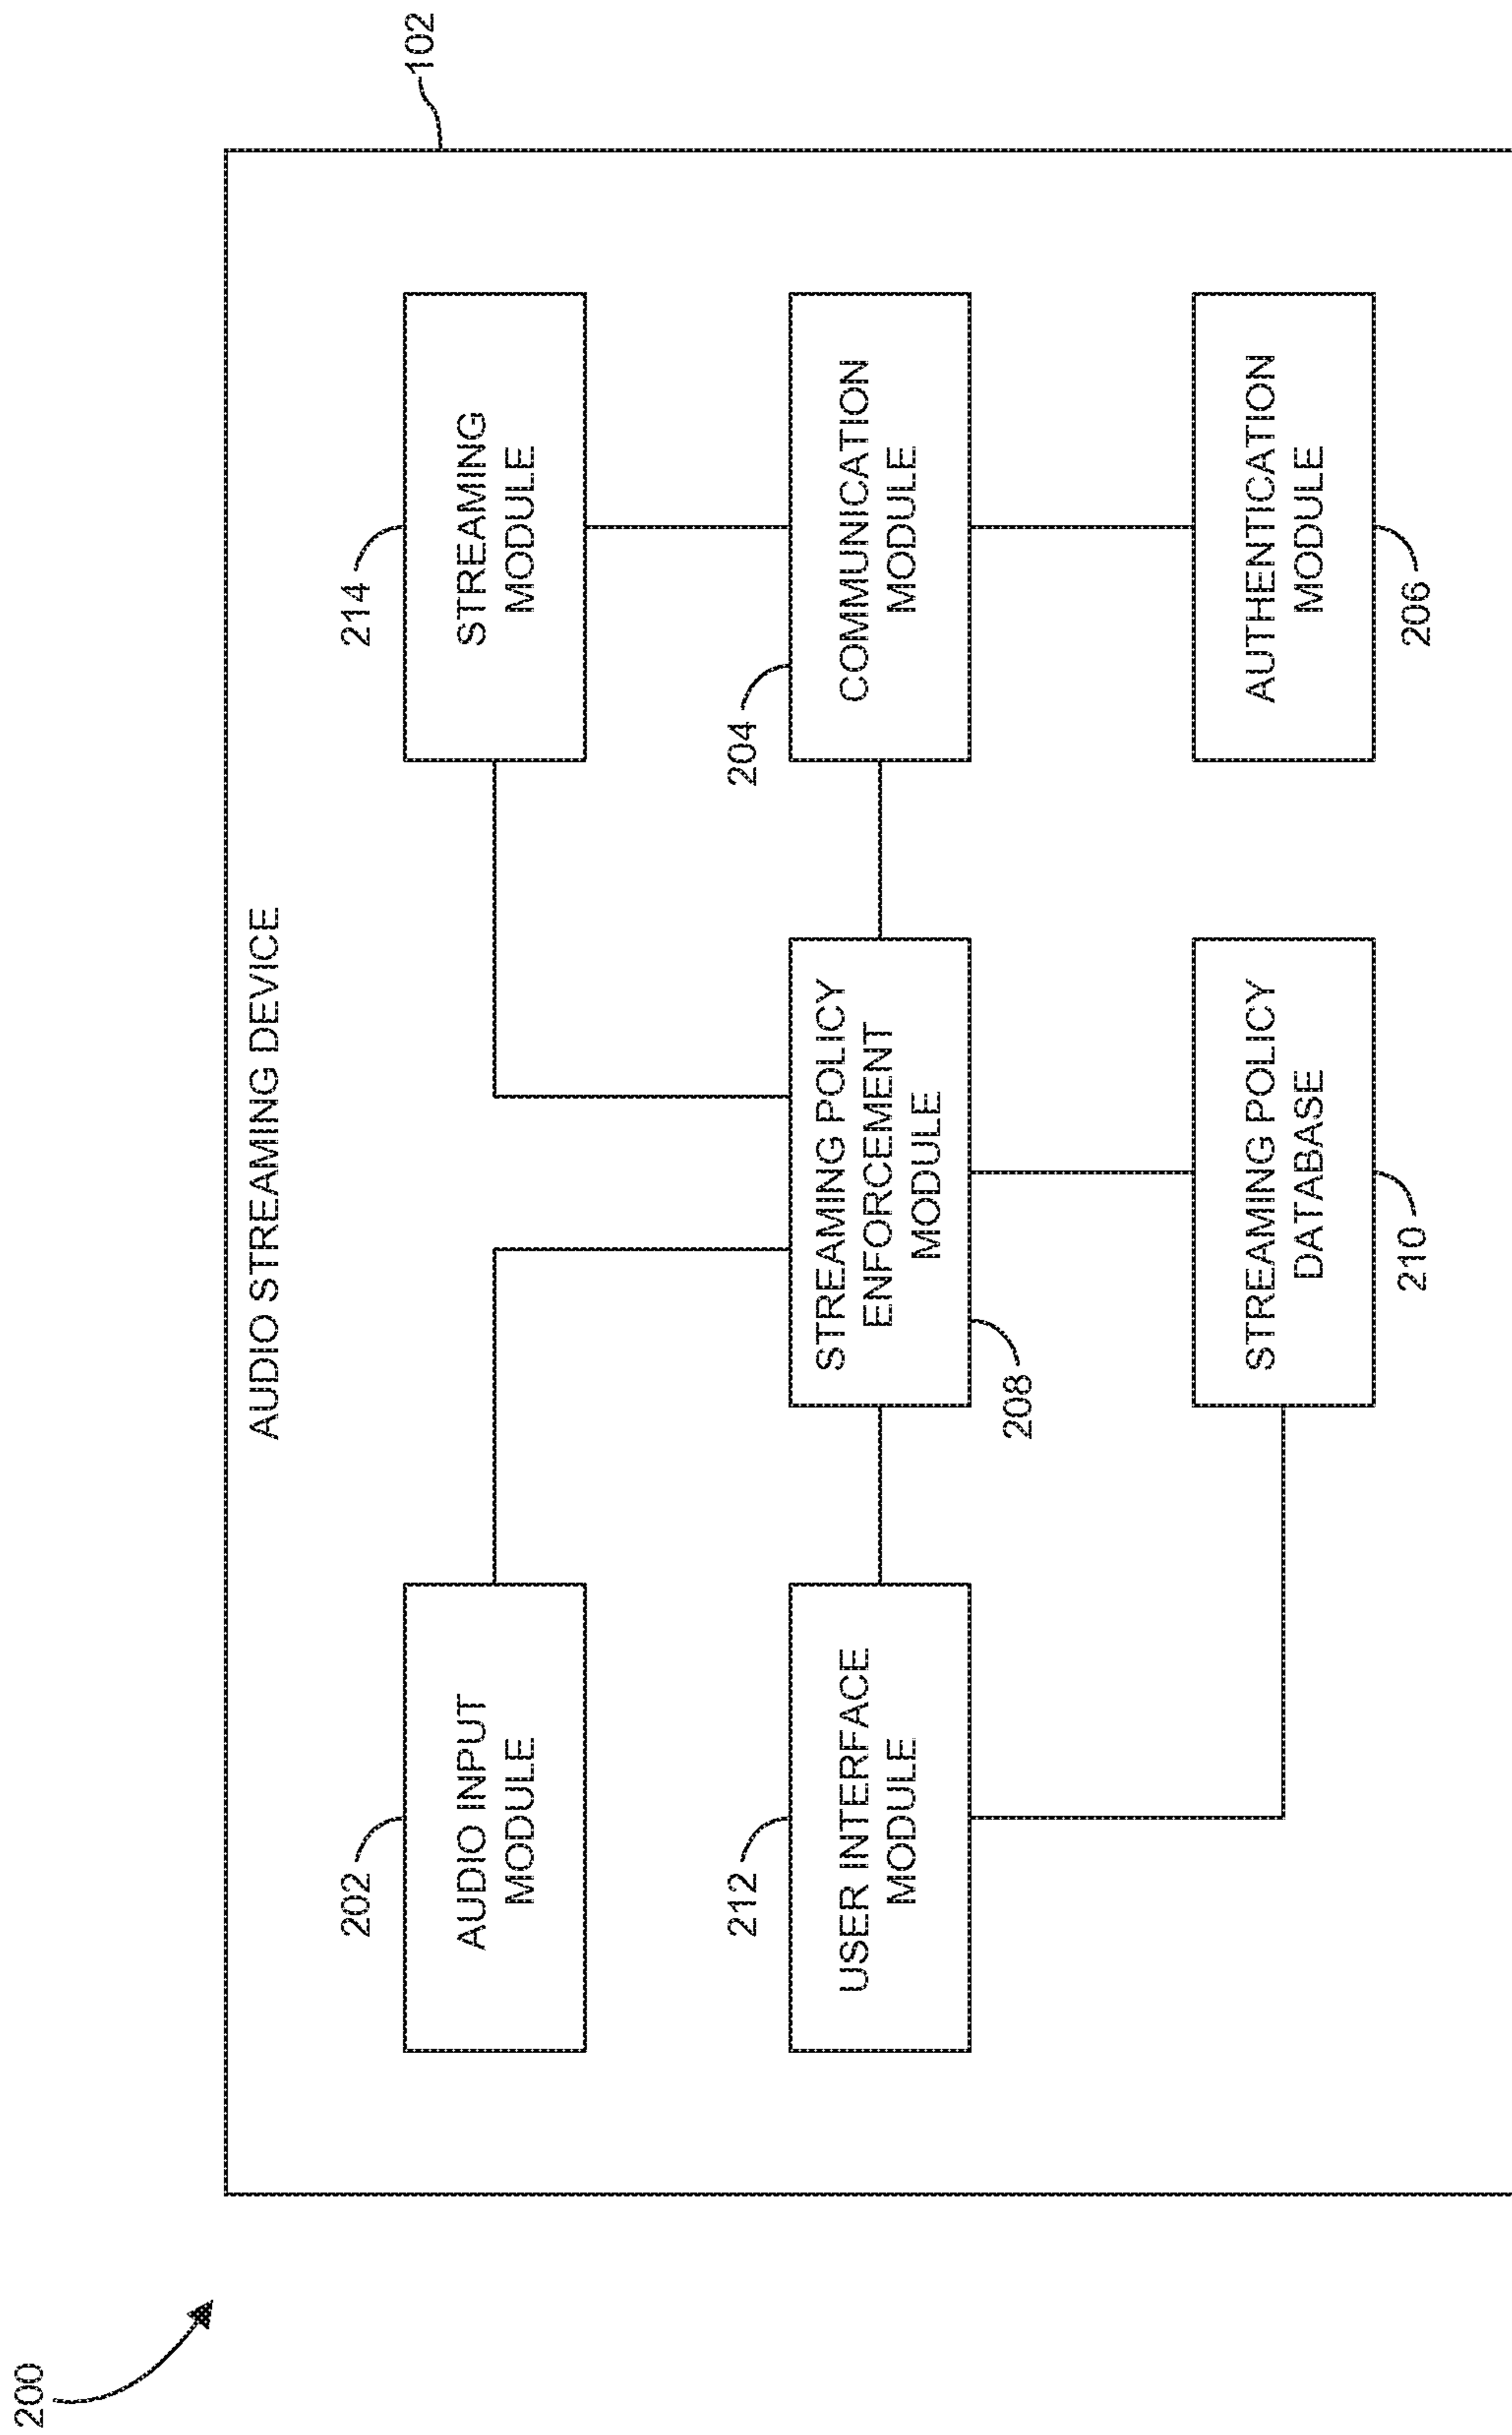 200
102
AUDIO STREAMING DEVICE
202
AUDIO INPUT
MODULE
214
STREAMING
MODULE
212
USER INTERFACE
MODULE
208
STREAMING POLICY
ENFORCEMENT
MODULE
204
COMMUNICATION
MODULE
210
STREAMING POLICY
DATABASE
206
AUTHENTICATION
MODULE